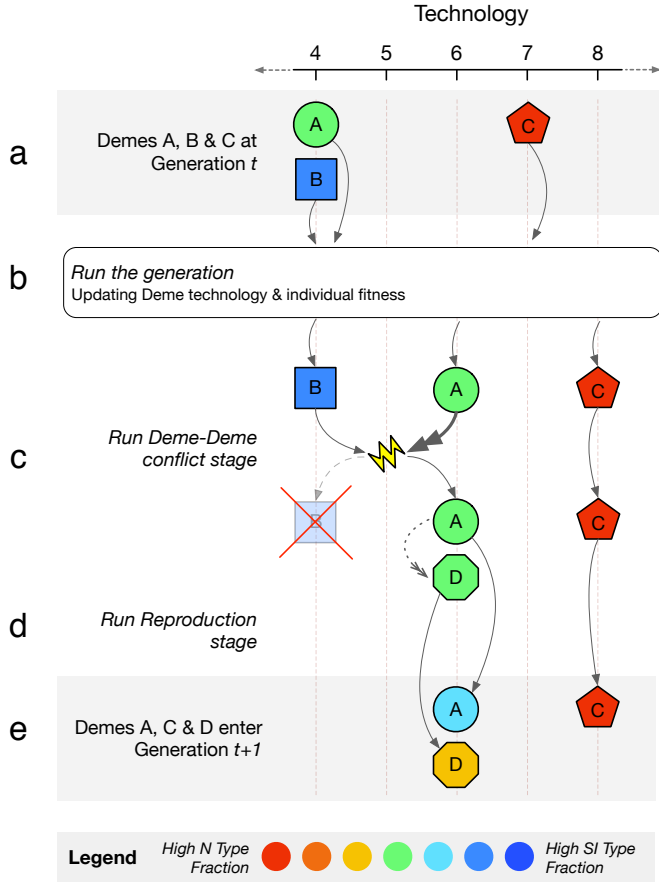 Technology
4 5 6 7 8
a
Demes A, B & C at
Generation t
A
C
B
b
Run the generation
Updating Deme technology & individual fitness
B
A
C
c
Run Deme-Deme
conflict stage
B
A
C
D
d
Run Reproduction
stage
e
Demes A, C & D enter
Generation t+1
A
C
D
Legend
High N Type
Fraction
High SI Type
Fraction